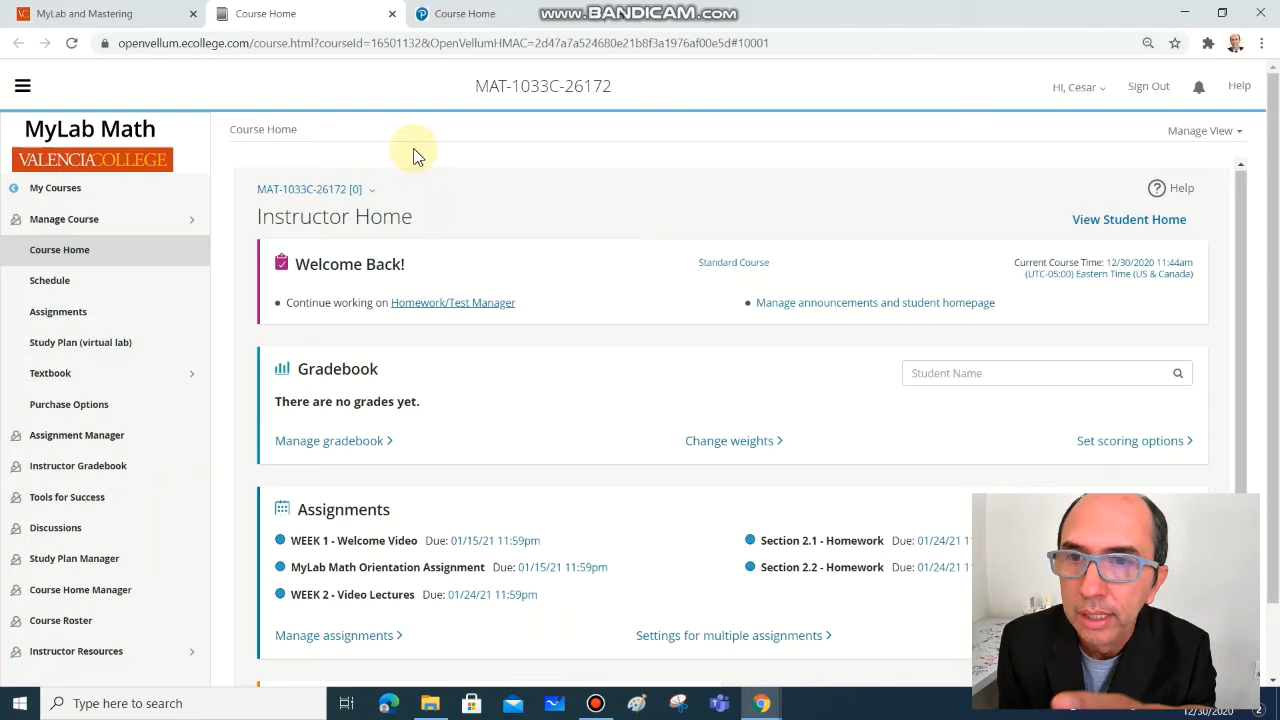 MyLab and Mastering
Course Home
Course Home
www.BANDICAM.com
openvellum.ecollege.com/course.html?courseId=16501132&OpenVellumHMAC=2d47a7a524680e21b8f3a1976af00e5d#10001
MAT-1033C-26172
Hi, Cesar
Sign Out
Help
MyLab Math
VALENCIACOLLEGE
My Courses
Manage Course
Course Home
Schedule
Assignments
Study Plan (virtual lab)
Textbook
Purchase Options
Assignment Manager
Instructor Gradebook
Tools for Success
Discussions
Study Plan Manager
Course Home Manager
Course Roster
Instructor Resources
Course Home
Manage View
MAT-1033C-26172 [0]
Help
Instructor Home
View Student Home
Welcome Back!
Standard Course
Current Course Time: 12/30/2020 11:44am
(UTC-05:00) Eastern Time (US & Canada)
Continue working on Homework/Test Manager
Manage announcements and student homepage
Gradebook
Student Name
There are no grades yet.
Manage gradebook
Change weights
Set scoring options
Assignments
WEEK 1 - Welcome Video Due: 01/15/21 11:59pm
Section 2.1 - Homework Due: 01/24/21 11
MyLab Math Orientation Assignment Due: 01/15/21 11:59pm
Section 2.2 - Homework Due: 01/24/21 11
WEEK 2 - Video Lectures Due: 01/24/21 11:59pm
Manage assignments
Settings for multiple assignments
Type here to search
12/30/2020
2